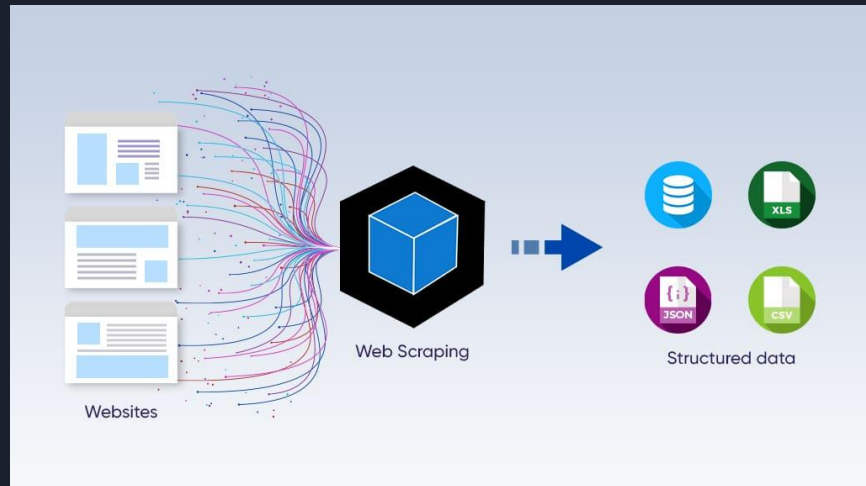 Websites
Web Scraping
XLS
{;}
JSON
CSV
Structured data